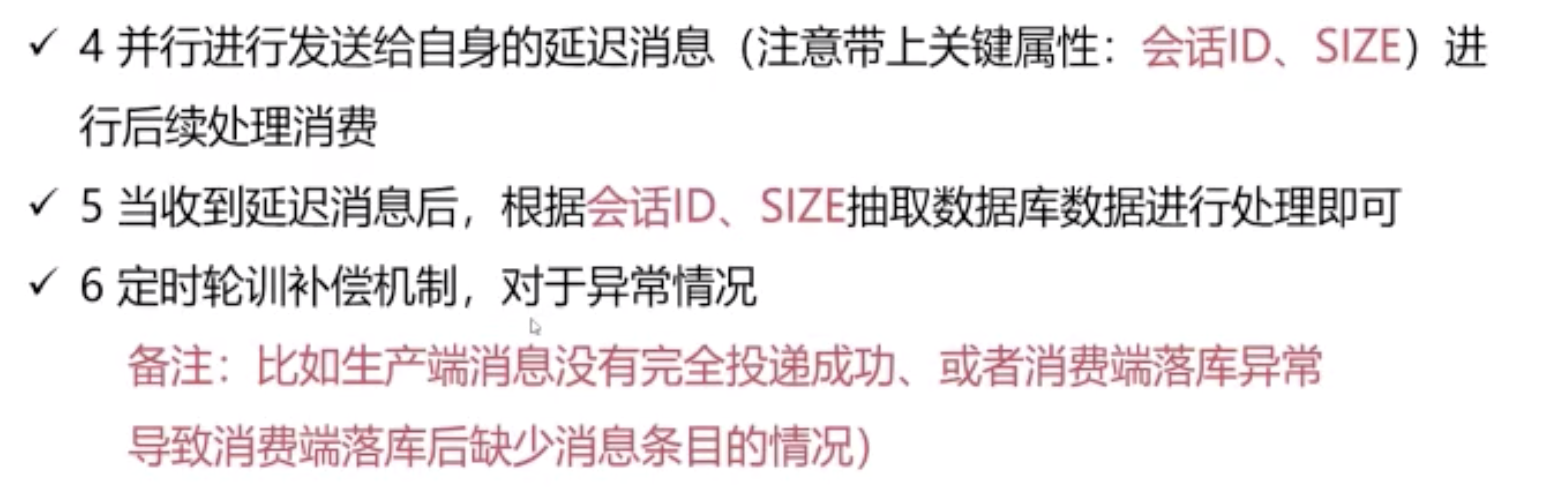 ✓ 4 并行进行发送给自身的延迟消息（注意带上关键属性：会话ID、SIZE）进
行后续处理消费
✓ 5 当收到延迟消息后，根据会话ID、SIZE抽取数据库数据进行处理即可
✓ 6 定时轮训补偿机制，对于异常情况
备注：比如生产端消息没有完全投递成功、或者消费端落库异常
导致消费端落库后缺少消息条目的情况）